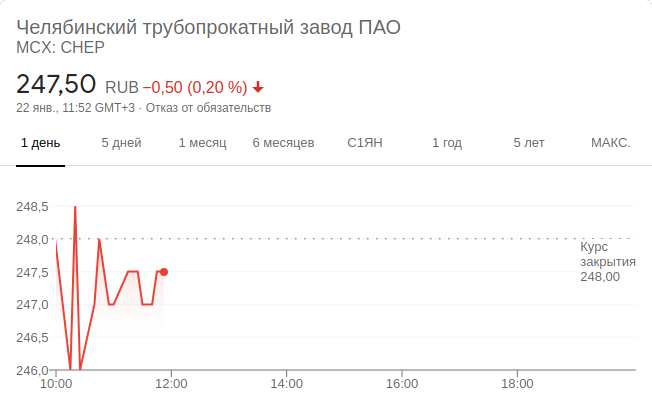 Челябинский трубопрокатный завод ПАО
MCX: CHEP
247,50 RUB −0,50 (0,20 %)
22 янв., 11:52 GMT+3 · Отказ от обязательств
1 день 5 дней 1 месяц 6 месяцев С1ЯН 1 год 5 лет МАКС.
248,5
248,0
Курс
закрытия
248,00
247,5
247,0
246,5
246,0
10:00 12:00 14:00 16:00 18:00